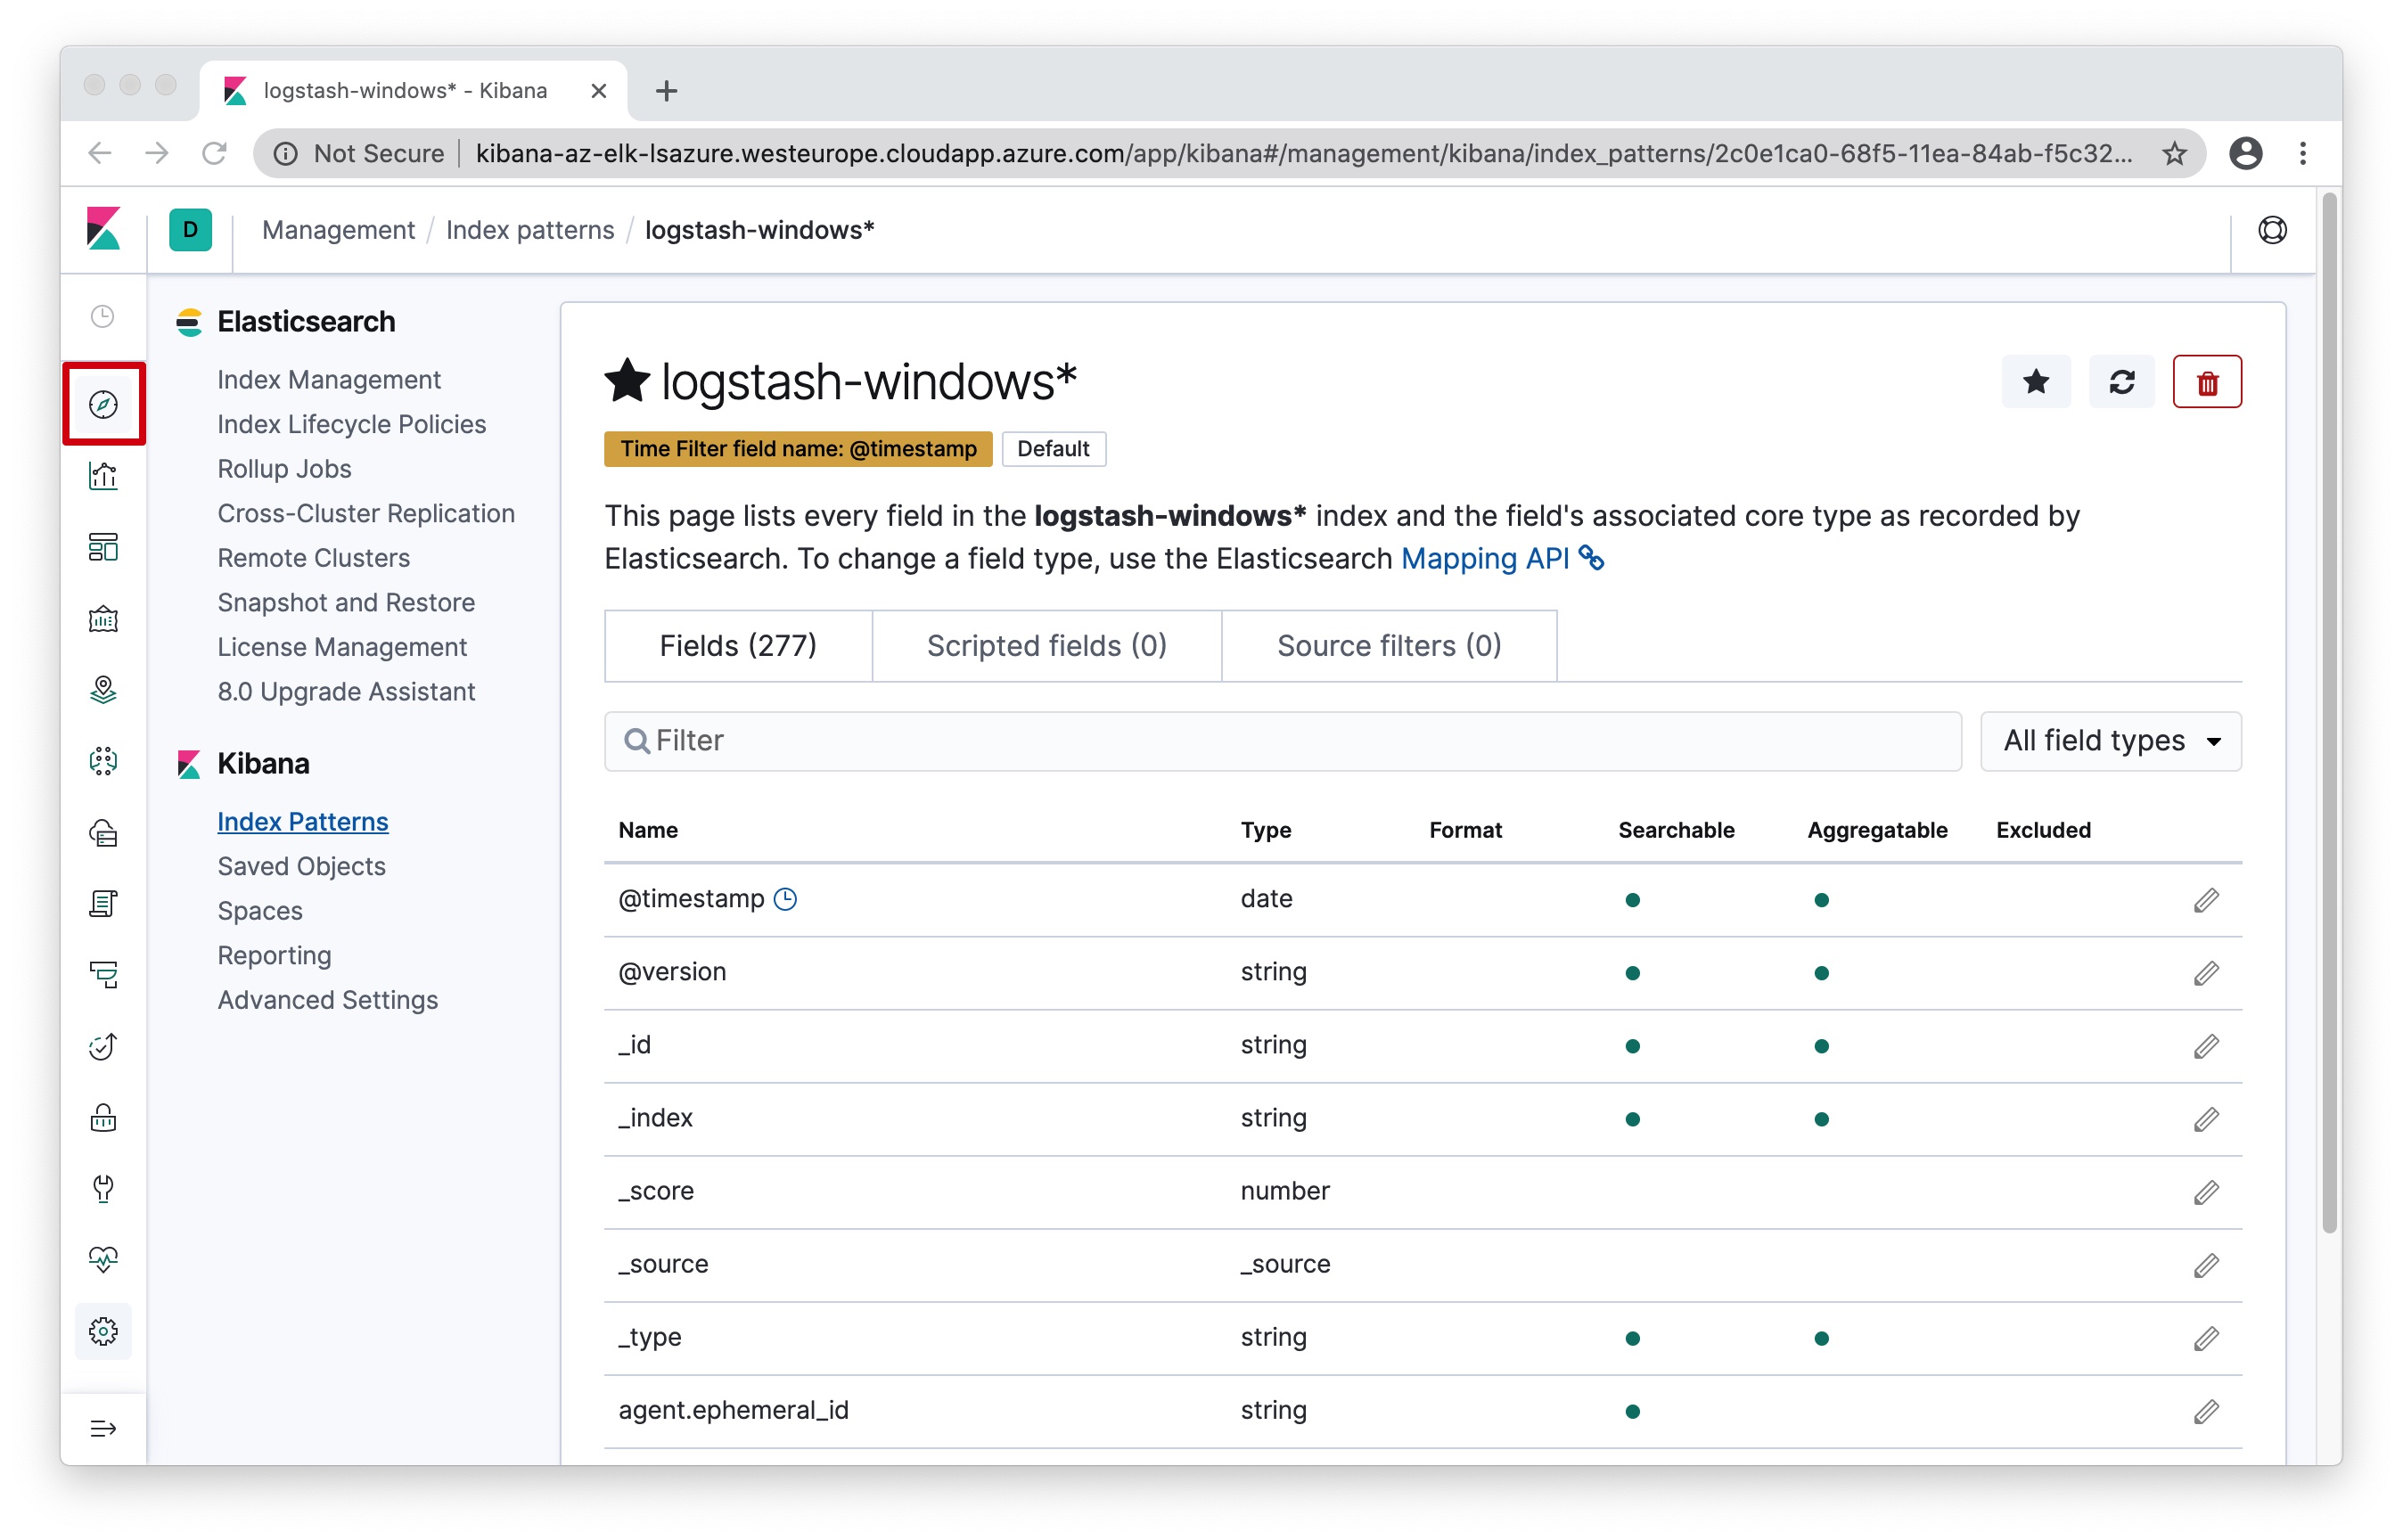 logstash-windows* - Kibana
Not Secure
kibana-az-elk-lsazure.westeurope.cloudapp.azure.com/app/kibana#/management/kibana/index_patterns/2c0e1ca0-68f5-11ea-84ab-f5c32...
D
Management / Index patterns / logstash-windows*
Elasticsearch
Index Management
Index Lifecycle Policies
Rollup Jobs
Cross-Cluster Replication
Remote Clusters
Snapshot and Restore
License Management
8.0 Upgrade Assistant
Kibana
Index Patterns
Saved Objects
Spaces
Reporting
Advanced Settings
logstash-windows*
Time Filter field name: @timestamp Default
This page lists every field in the logstash-windows* index and the field's associated core type as recorded by
Elasticsearch. To change a field type, use the Elasticsearch Mapping API
Fields (277) Scripted fields (0) Source filters (0)
Filter All field types
Name Type Format Searchable Aggregatable Excluded
@timestamp date
@version string
_id string
_index string
_score number
_source _source
_type string
agent.ephemeral_id string